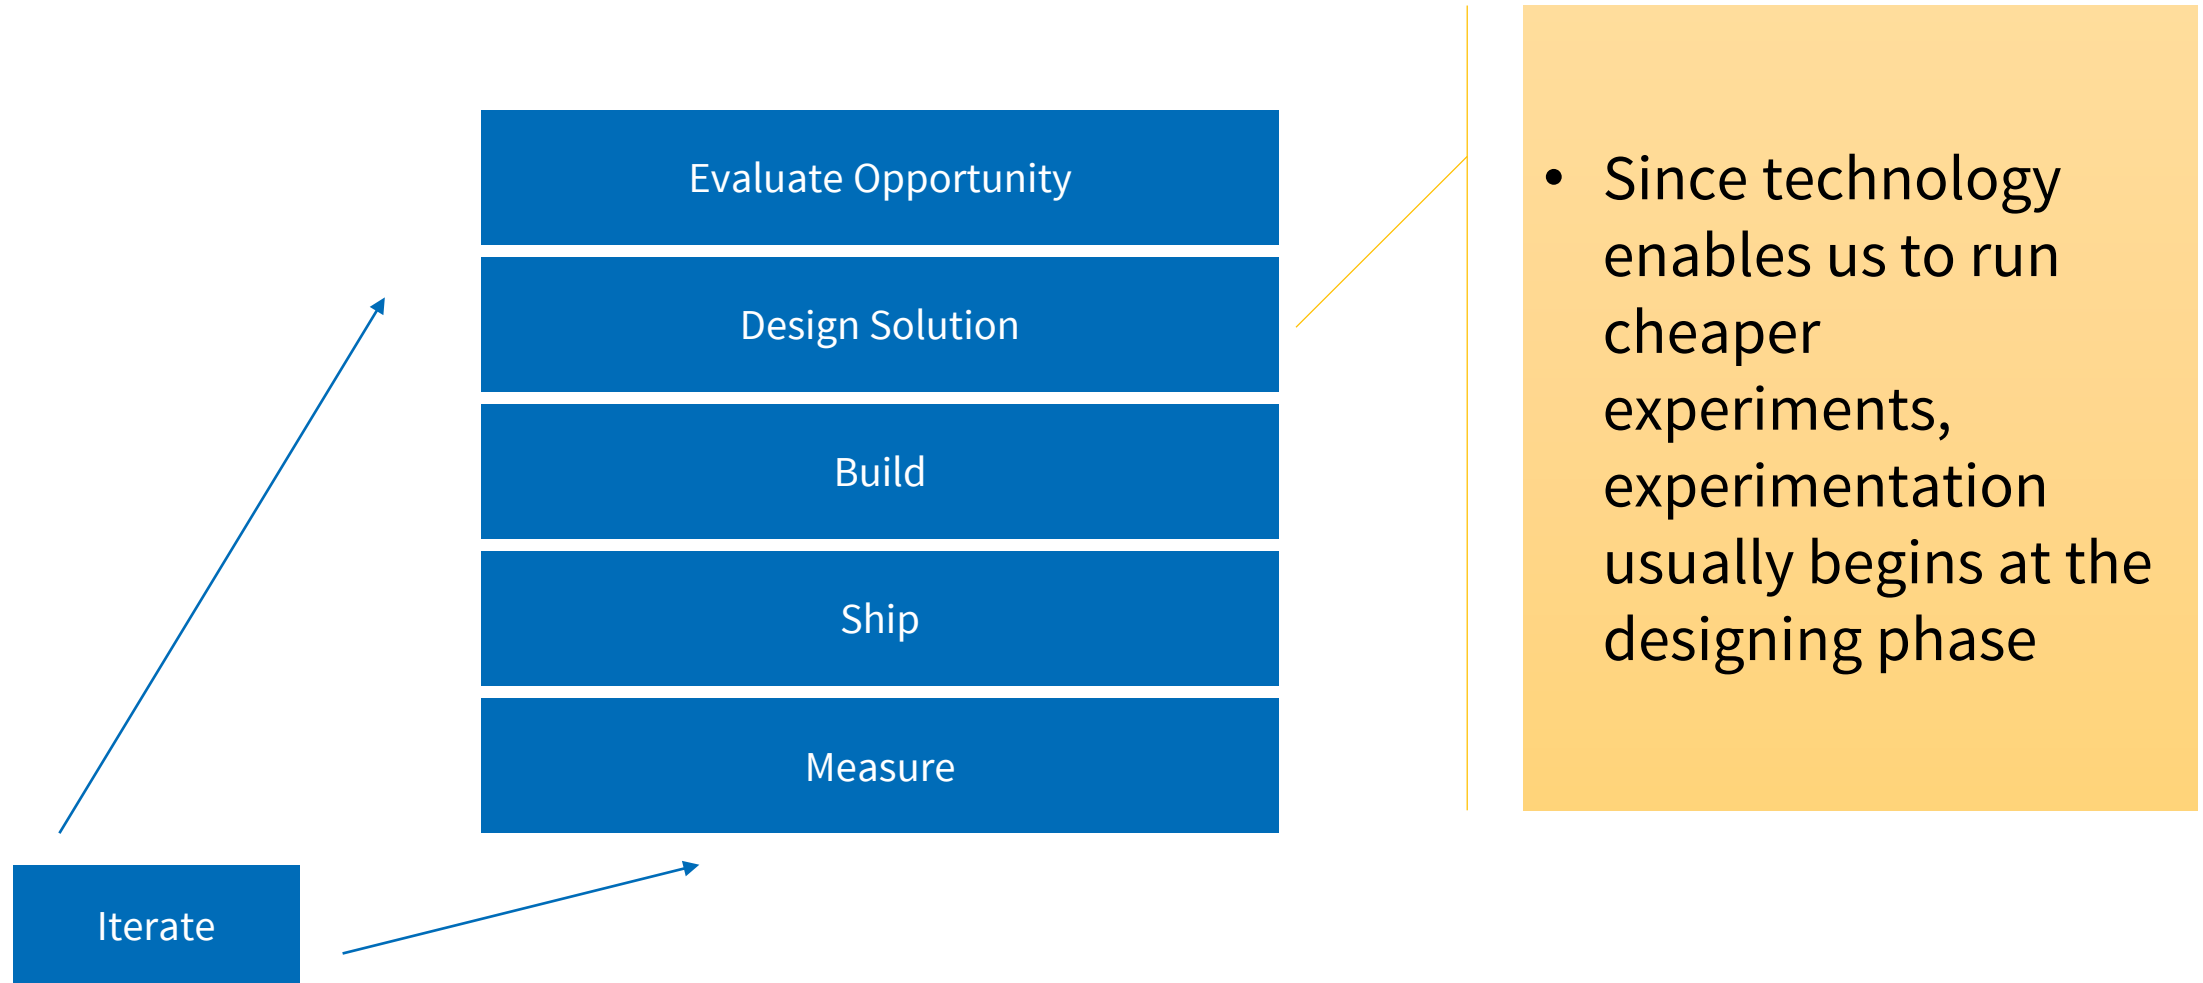 Evaluate Opportunity
Design Solution
Build
Ship
Measure
Iterate
• Since technology
enables us to run
cheaper
experiments,
experimentation
usually begins at the
designing phase